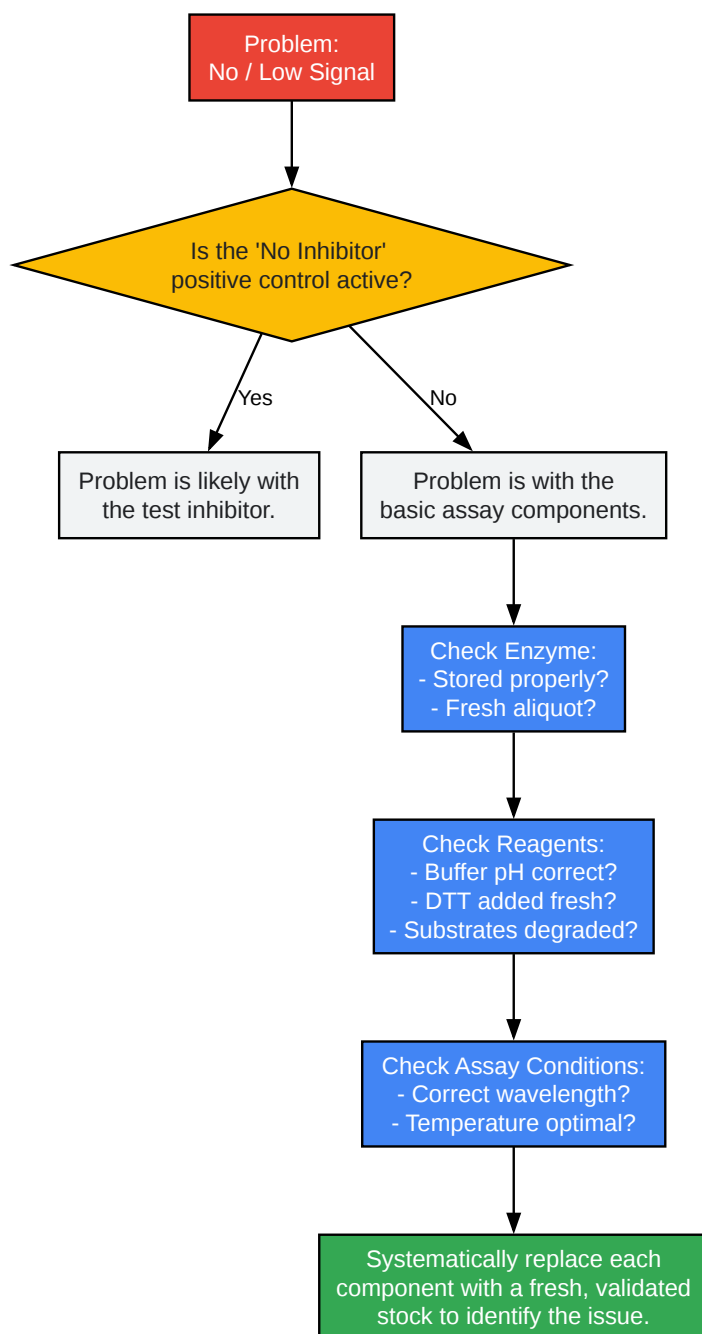 Problem:
No / Low Signal
Is the 'No Inhibitor'
positive control active?
Yes
No
Problem is likely with
the test inhibitor.
Problem is with the
basic assay components.
Check Enzyme:
- Stored properly?
- Fresh aliquot?
Check Reagents:
- Buffer pH correct?
- DTT added fresh?
- Substrates degraded?
Check Assay Conditions:
- Correct wavelength?
- Temperature optimal?
Systematically replace each
component with a fresh, validated
stock to identify the issue.